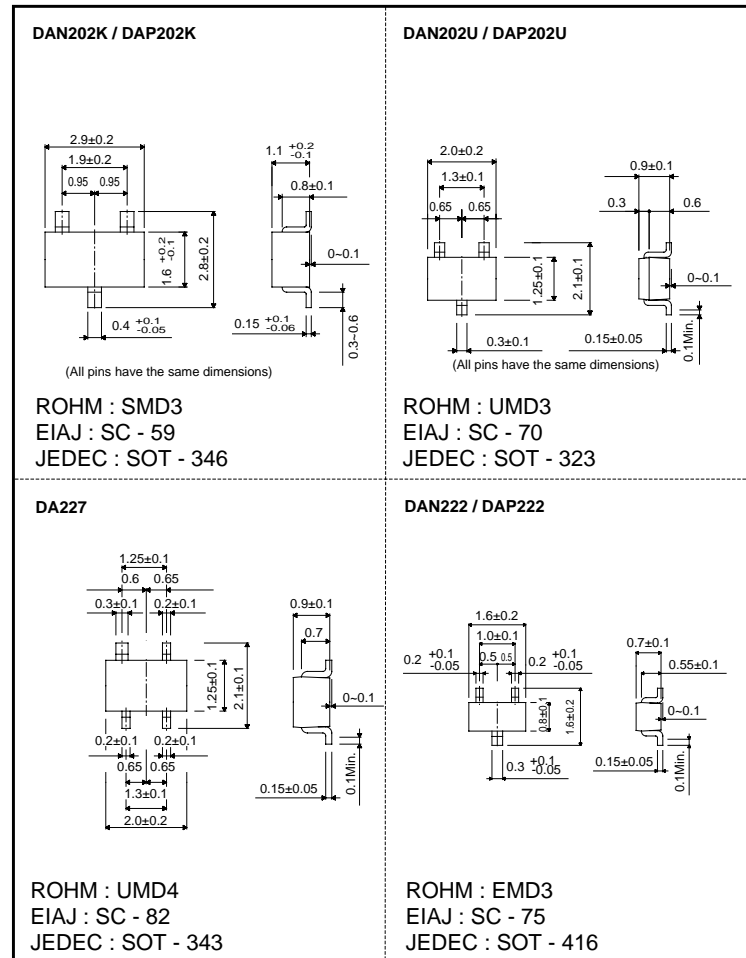 DAN202K / DAP202K
2.9±0.2
1.9±0.2
0.95 0.95
1.6 +0.2 -0.1
2.8±0.2
0.4 +0.1 -0.05
1.1 +0.2 -0.1
0.8±0.1
0~0.1
0.15 +0.1 -0.06
0.3~0.6
(All pins have the same dimensions)
ROHM : SMD3
EIAJ : SC - 59
JEDEC : SOT - 346
DAN202U / DAP202U
2.0±0.2
1.3±0.1
0.65 0.65
1.25±0.1
2.1±0.1
0.3±0.1
0.9±0.1
0.3 0.6
0~0.1
0.15±0.05
0.1Min.
(All pins have the same dimensions)
ROHM : UMD3
EIAJ : SC - 70
JEDEC : SOT - 323
DA227
1.25±0.1
0.6 0.65
0.3±0.1 0.2±0.1
1.25±0.1
2.1±0.1
0.2±0.1 0.2±0.1
0.65 0.65
1.3±0.1
2.0±0.2
0.9±0.1
0.7
0~0.1
0.15±0.05
0.1Min.
ROHM : UMD4
EIAJ : SC - 82
JEDEC : SOT - 343
DAN222 / DAP222
1.6±0.2
1.0±0.1
0.2 +0.1 -0.05 0.5 0.5 0.2 +0.1 -0.05
0.8±0.1
1.6±0.2
0.3 +0.1 -0.05
0.7±0.1
0.55±0.1
0~0.1
0.15±0.05
0.1Min.
ROHM : EMD3
EIAJ : SC - 75
JEDEC : SOT - 416